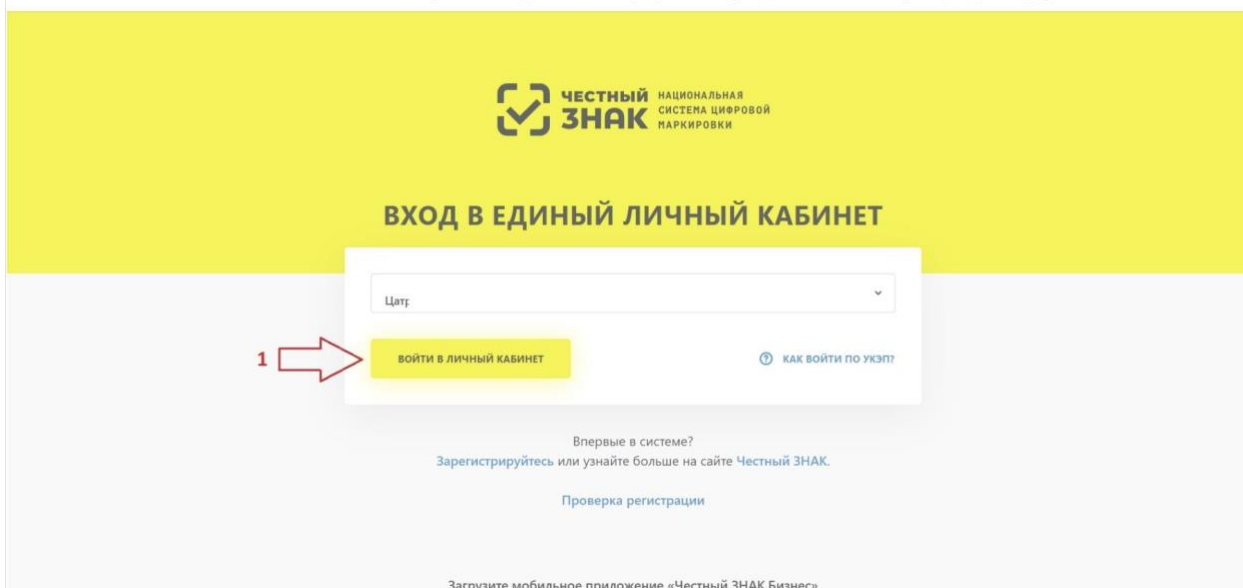 ЧЕСТНЫЙ ЗНАК
НАЦИОНАЛЬНАЯ
СИСТЕМА ЦИФРОВОЙ
МАРКИРОВКИ
ВХОД В ЕДИНЫЙ ЛИЧНЫЙ КАБИНЕТ
1
ВОЙТИ В ЛИЧНЫЙ КАБИНЕТ
КАК ВОЙТИ ПО УКЭП?
Впервые в системе?
Зарегистрируйтесь или узнайте больше на сайте Честный ЗНАК.
Проверка регистрации
Загрузите мобильное приложение «Честный ЗНАК.Бизнес»